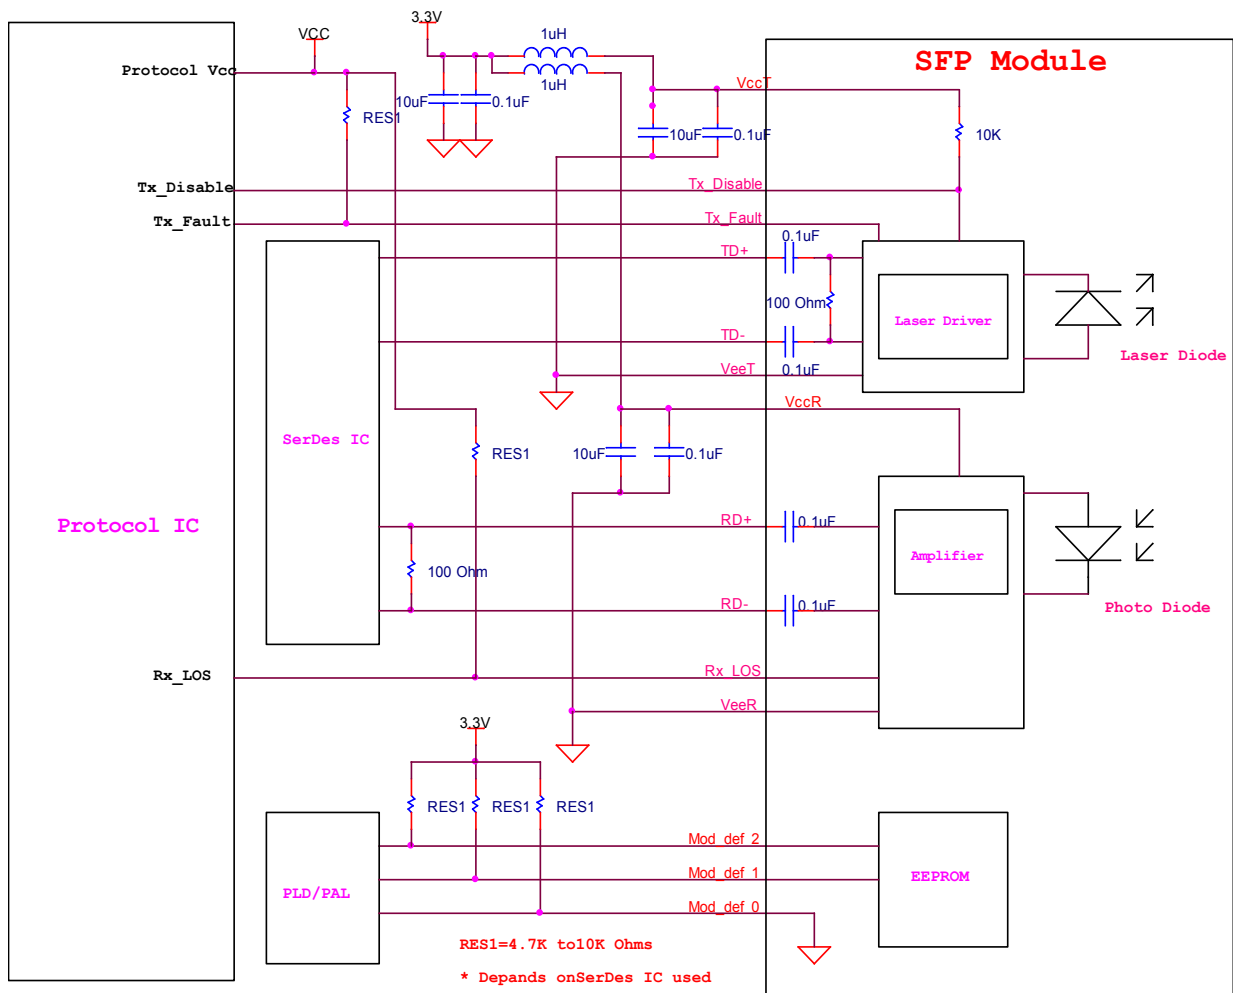 3.3V
VCC
1uH
SFP Module
Protocol Vcc
1uH
VccT
10uF
0.1uF
RES1
10uF
0.1uF
10K
Tx_Disable
Tx_Disable
Tx_Fault
Tx_Fault
0.1uF
TD+
100 Ohm
Laser Driver
TD-
Laser Diode
VeeT
0.1uF
VccR
SerDes IC
RES1
10uF
0.1uF
Protocol IC
RD+
0.1uF
Amplifier
100 Ohm
RD-
0.1uF
Photo Diode
Rx_LOS
Rx_LOS
VeeR
3.3V
RES1
RES1
RES1
Mod_def 2
Mod_def 1
EEPROM
PLD/PAL
Mod_def 0
RES1=4.7K to10K Ohms
* Depands onSerDes IC used